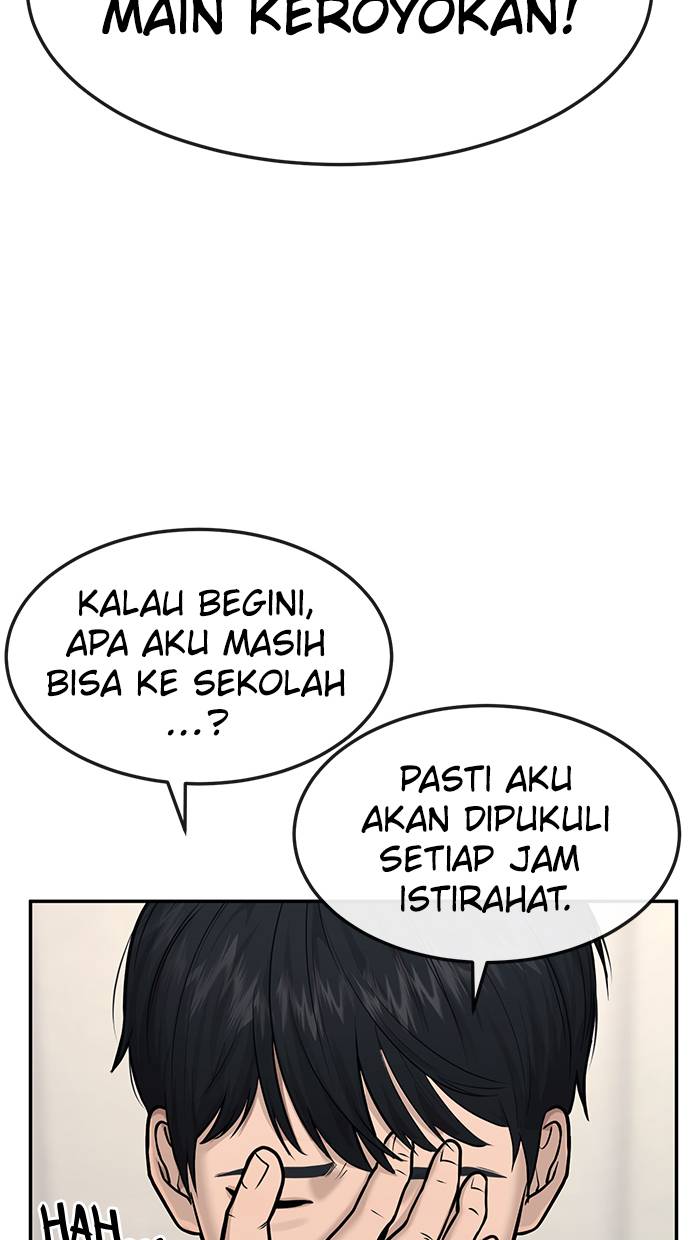 MAIN KEROYOKAN!
KALAU BEGINI,
APA AKU MASIH
BISA KE SEKOLAH
...?
PASTI AKU
AKAN DIPUKULI
SETIAP JAM
ISTIRAHAT.
HAH...